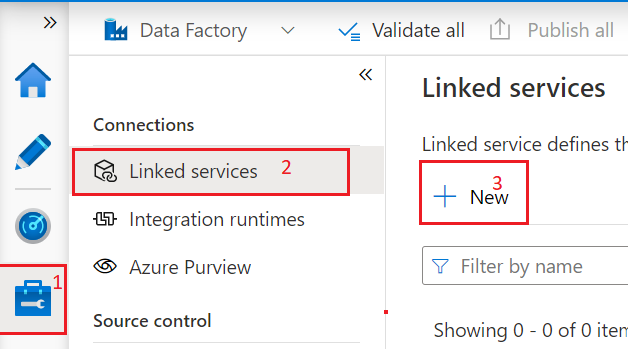 Data Factory
Validate all
Publish all
Connections
Linked services 2
Integration runtimes
Azure Purview
Source control
1
Linked services
Linked service defines th
New 3
Filter by name
Showing 0 - 0 of 0 item